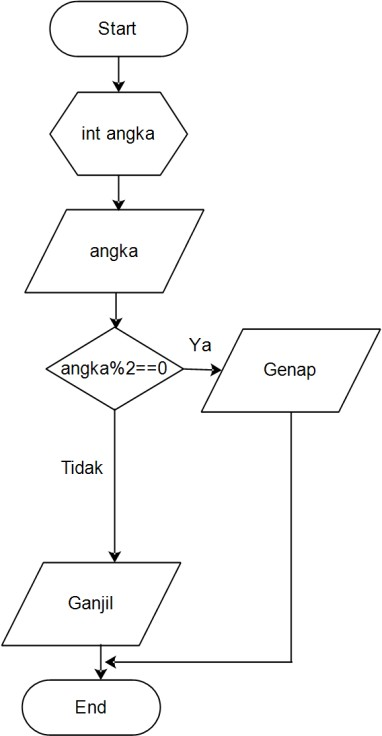 Start
int angka
angka
angka%2==0
Ya
Genap
Tidak
Ganjil
End